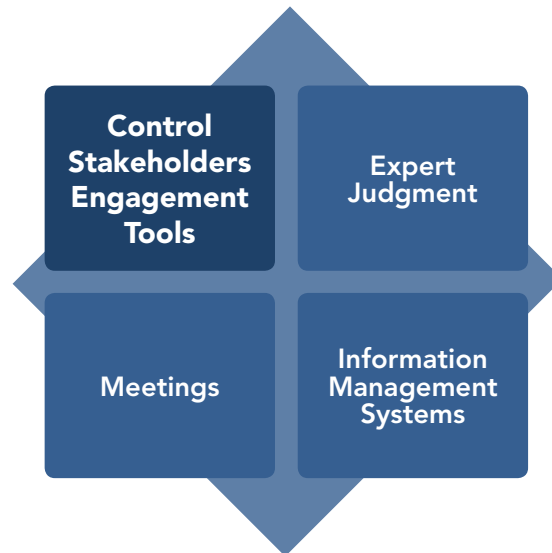 Control
Stakeholders
Engagement
Tools
Expert
Judgment
Meetings
Information
Management
Systems